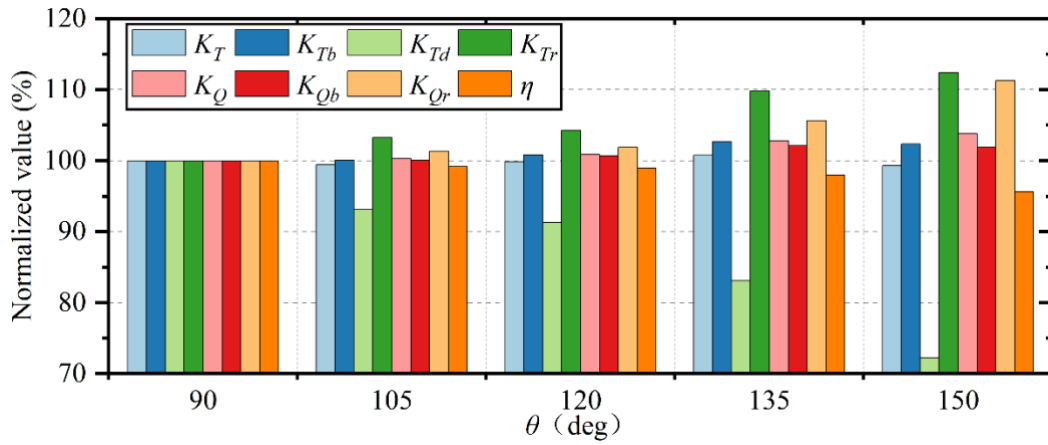 120
110
100
90
80
70
Normalized value (%)
K_T K_Tb K_Td K_Tr
K_Q K_Qb K_Qr η
90 105 120 135 150
θ（deg）